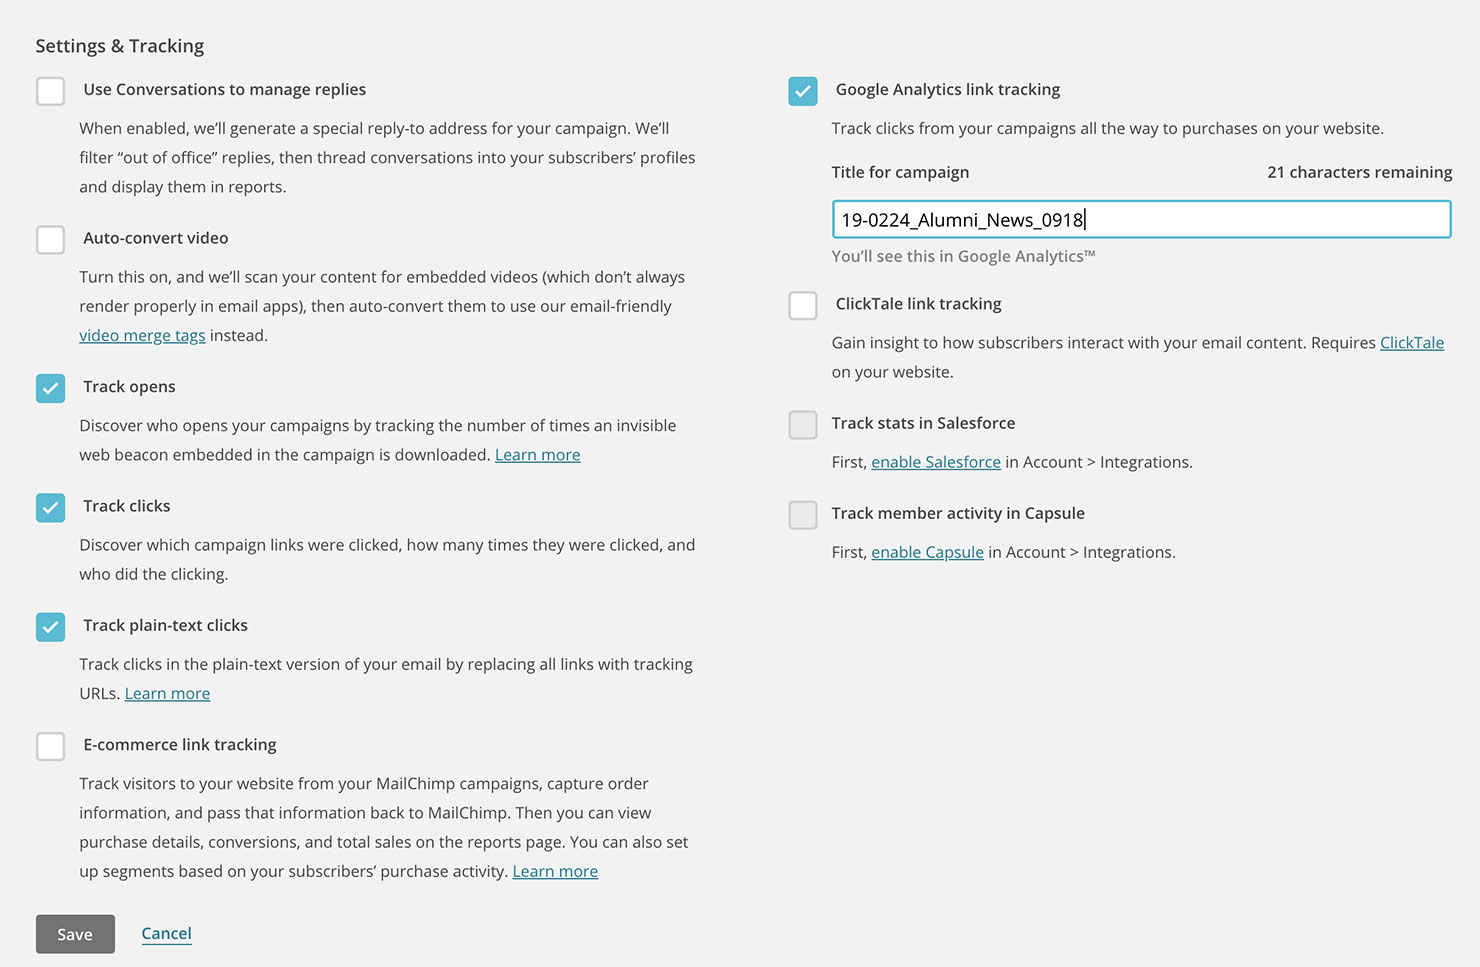 Settings & Tracking
Use Conversations to manage replies
When enabled, we’ll generate a special reply-to address for your campaign. We’ll
filter “out of office” replies, then thread conversations into your subscribers’ profiles
and display them in reports.
Auto-convert video
Turn this on, and we’ll scan your content for embedded videos (which don’t always
render properly in email apps), then auto-convert them to use our email-friendly
video merge tags instead.
Track opens
Discover who opens your campaigns by tracking the number of times an invisible
web beacon embedded in the campaign is downloaded. Learn more
Track clicks
Discover which campaign links were clicked, how many times they were clicked, and
who did the clicking.
Track plain-text clicks
Track clicks in the plain-text version of your email by replacing all links with tracking
URLs. Learn more
E-commerce link tracking
Track visitors to your website from your MailChimp campaigns, capture order
information, and pass that information back to MailChimp. Then you can view
purchase details, conversions, and total sales on the reports page. You can also set
up segments based on your subscribers’ purchase activity. Learn more
Save Cancel
Google Analytics link tracking
Track clicks from your campaigns all the way to purchases on your website.
Title for campaign 21 characters remaining
19-0224_Alumni_News_0918
You’ll see this in Google Analytics™
ClickTale link tracking
Gain insight to how subscribers interact with your email content. Requires ClickTale
on your website.
Track stats in Salesforce
First, enable Salesforce in Account > Integrations.
Track member activity in Capsule
First, enable Capsule in Account > Integrations.